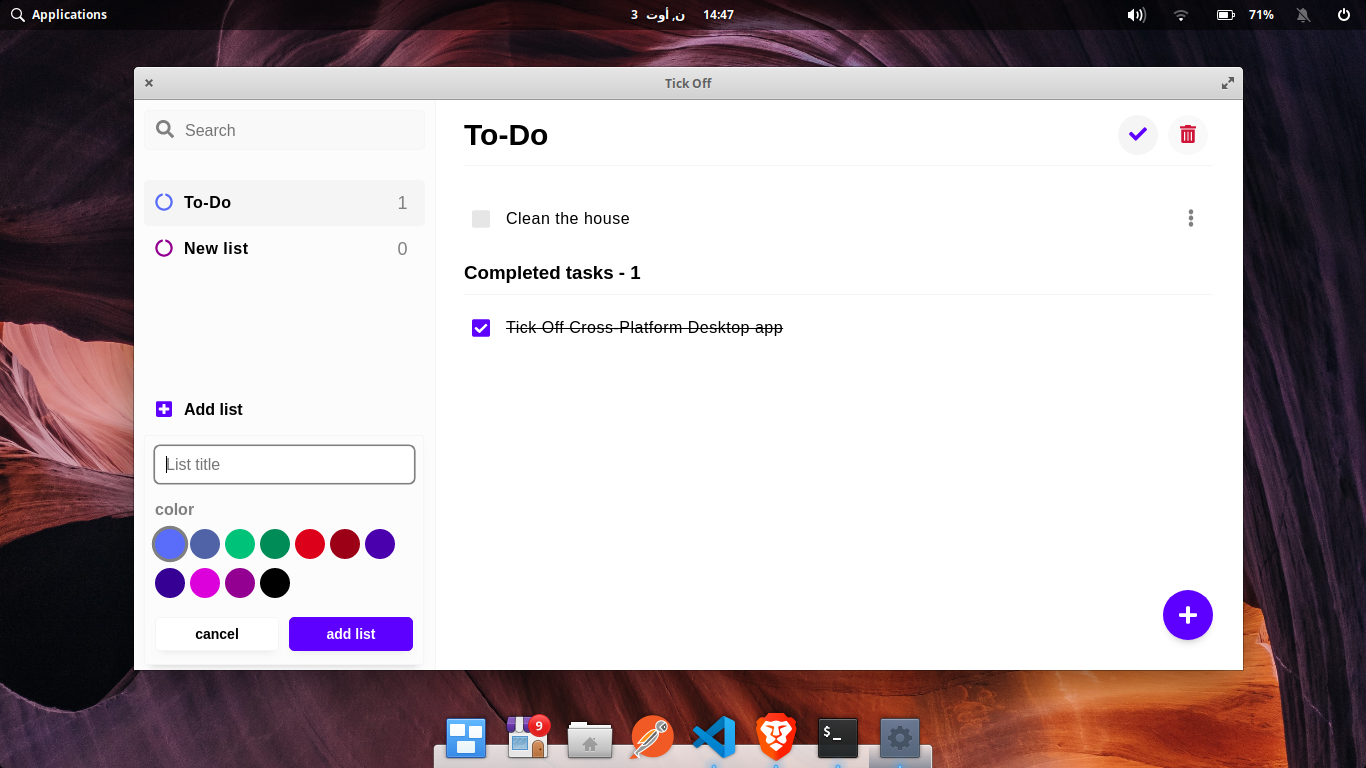 Applications
3 ن, أوت 14:47
71%
Tick Off
Search
To-Do 1
New list 0
Add list
List title
color
cancel add list
To-Do
Clean the house
Completed tasks - 1
Tick Off Cross-Platform Desktop app
9
$_